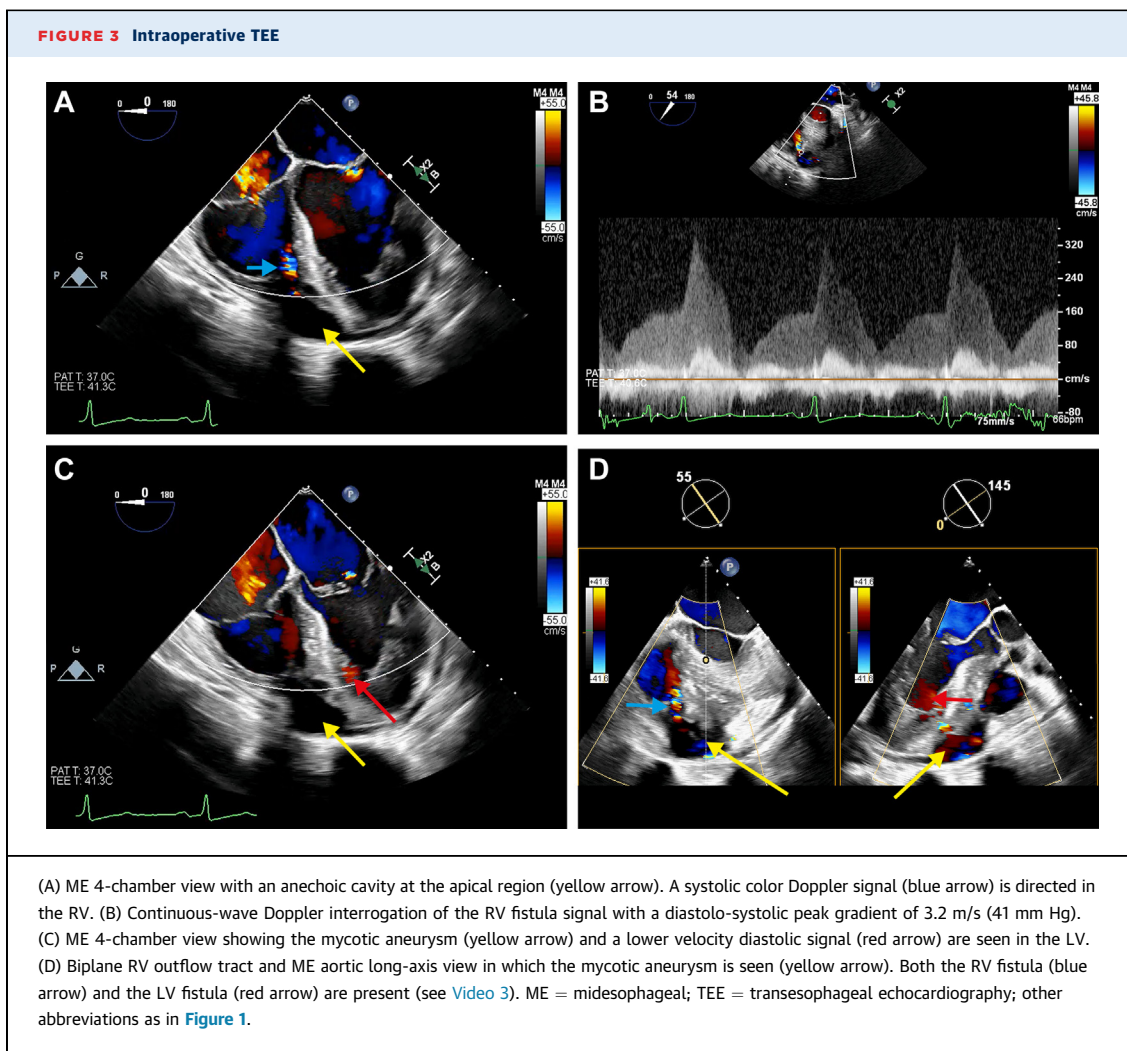 FIGURE 3 Intraoperative TEE
A
0 0 180
P
M4 M4
+55.0
X2
B
-55.0
cm/s
G
P R
PAT T: 37.0C
TEE T: 41.3C
B
0 54 180
P
X2
M4 M4
+45.8
-45.8
cm/s
320
240
160
80
cm/s
-80
PAT T: 37.0C
75mm/s
66bpm
C
0 0 180
P
M4 M4
+55.0
X2
B
-55.0
cm/s
G
P R
PAT T: 37.0C
TEE T: 41.3C
D
55
145
0
P
+41.6
-41.6
+41.6
-41.6
(A) ME 4-chamber view with an anechoic cavity at the apical region (yellow arrow). A systolic color Doppler signal (blue arrow) is directed in
the RV. (B) Continuous-wave Doppler interrogation of the RV fistula signal with a diastolo-systolic peak gradient of 3.2 m/s (41 mm Hg).
(C) ME 4-chamber view showing the mycotic aneurysm (yellow arrow) and a lower velocity diastolic signal (red arrow) are seen in the LV.
(D) Biplane RV outflow tract and ME aortic long-axis view in which the mycotic aneurysm is seen (yellow arrow). Both the RV fistula (blue
arrow) and the LV fistula (red arrow) are present (see Video 3). ME = midesophageal; TEE = transesophageal echocardiography; other
abbreviations as in Figure 1.